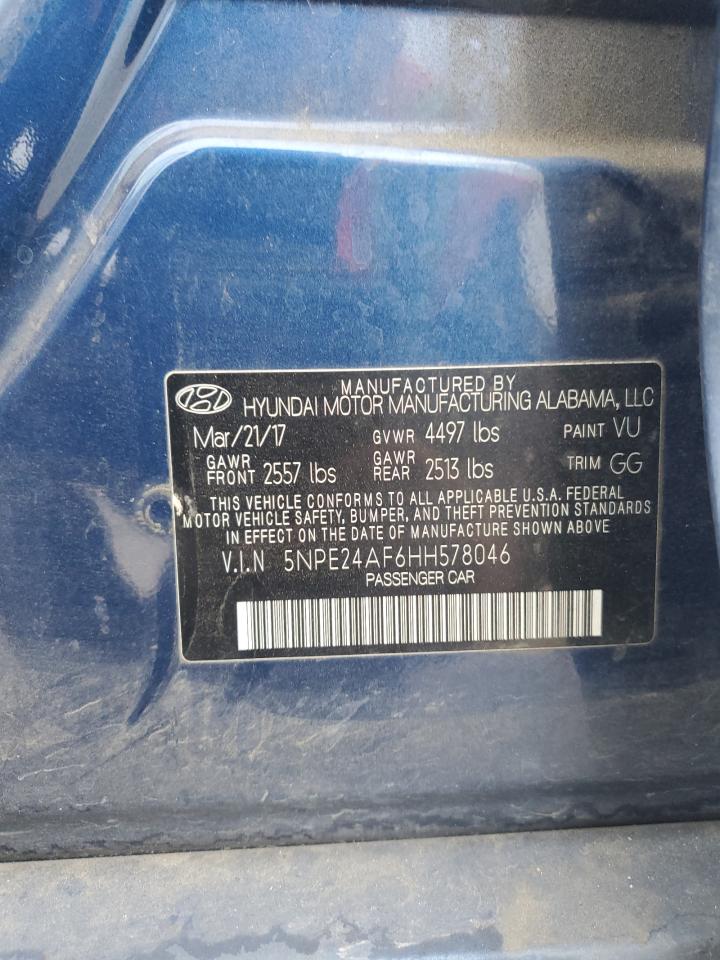 MANUFACTURED BY
HYUNDAI MOTOR MANUFACTURING ALABAMA, LLC
Mar/21/17 GVWR 4497 lbs PAINT VU
GAWR FRONT 2557 lbs GAWR REAR 2513 lbs TRIM GG
THIS VEHICLE CONFORMS TO ALL APPLICABLE U.S.A. FEDERAL
MOTOR VEHICLE SAFETY, BUMPER, AND THEFT PREVENTION STANDARDS
IN EFFECT ON THE DATE OF MANUFACTURE SHOWN ABOVE
V.I.N 5NPE24AF6HH578046
PASSENGER CAR